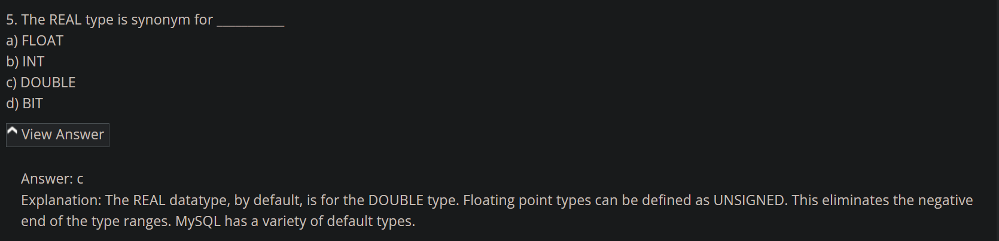 5. The REAL type is synonym for ___________
a) FLOAT
b) INT
c) DOUBLE
d) BIT
View Answer
Answer: c
Explanation: The REAL datatype, by default, is for the DOUBLE type. Floating point types can be defined as UNSIGNED. This eliminates the negative
end of the type ranges. MySQL has a variety of default types.